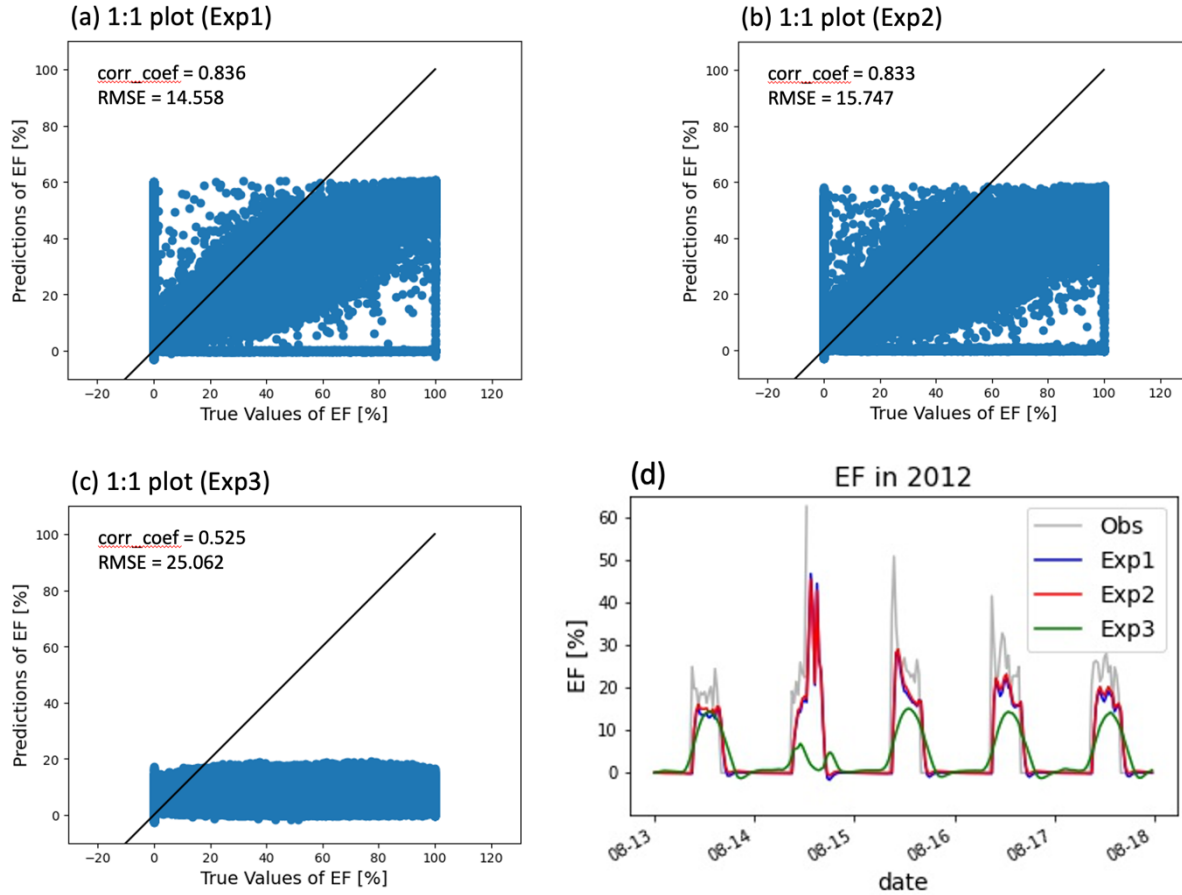 (a) 1:1 plot (Exp1)
corr_coef = 0.836
RMSE = 14.558
100
80
60
40
20
0
Predictions of EF [%]
−20 0 20 40 60 80 100 120
True Values of EF [%]
(b) 1:1 plot (Exp2)
corr_coef = 0.833
RMSE = 15.747
100
80
60
40
20
0
Predictions of EF [%]
−20 0 20 40 60 80 100 120
True Values of EF [%]
(c) 1:1 plot (Exp3)
corr_coef = 0.525
RMSE = 25.062
100
80
60
40
20
0
Predictions of EF [%]
−20 0 20 40 60 80 100 120
True Values of EF [%]
(d) EF in 2012
Obs
Exp1
Exp2
Exp3
60
50
40
30
20
10
0
EF [%]
08-13 08-14 08-15 08-16 08-17 08-18
date